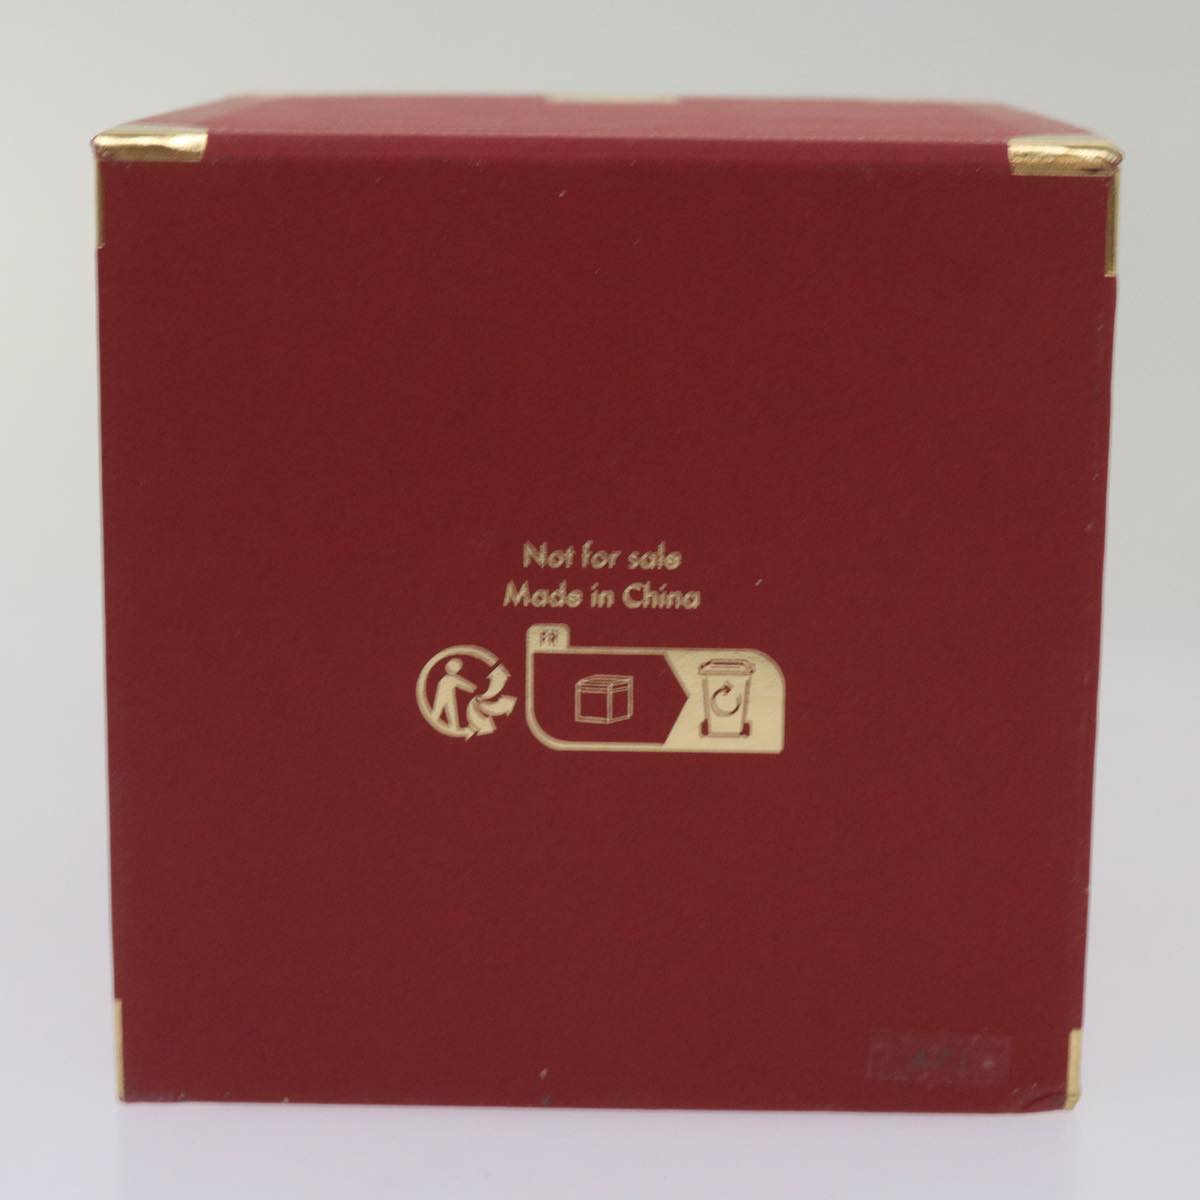 Not for sale
Made in China
FR